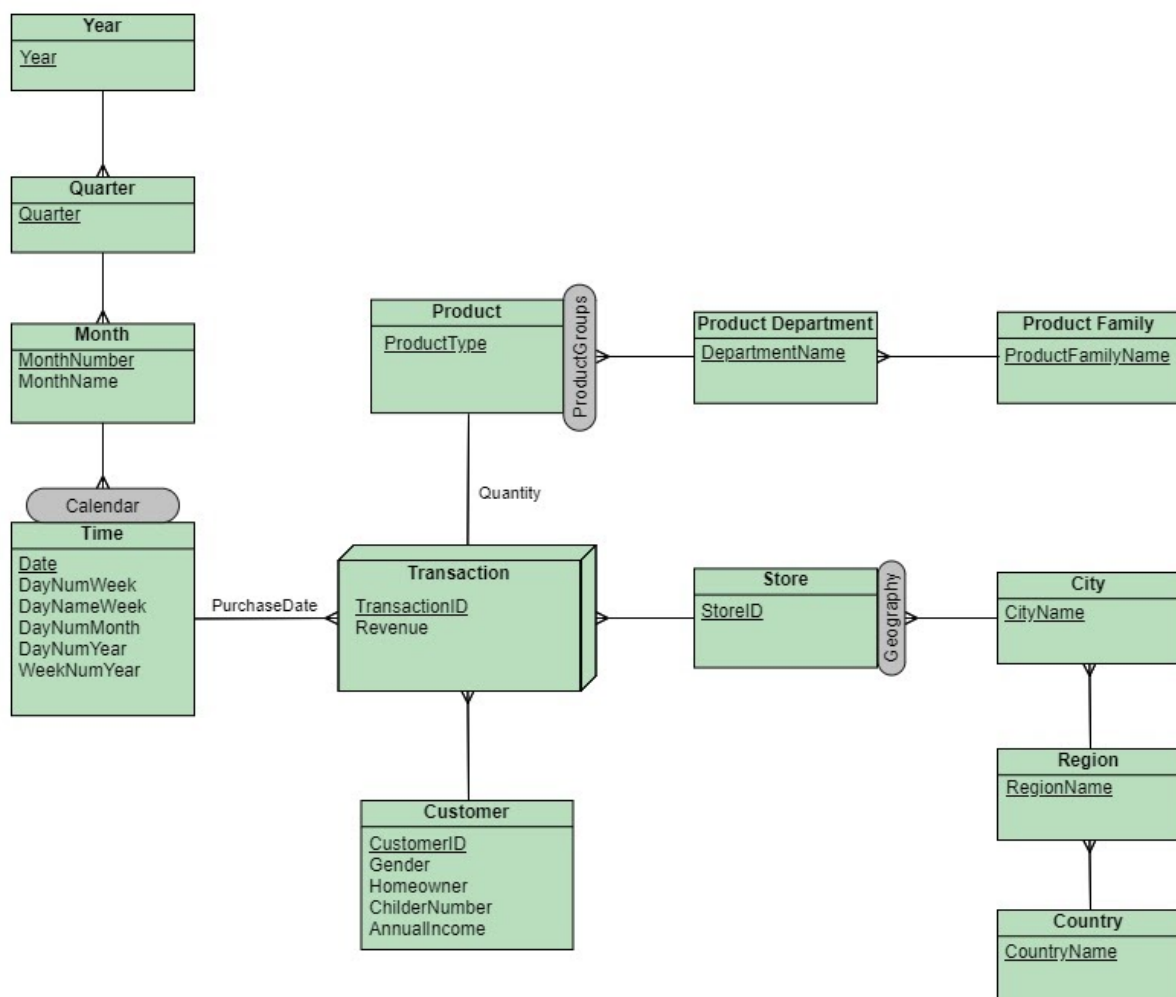 Year
Year
Quarter
Quarter
Month
MonthNumber
MonthName
Calendar
Time
Date
DayNumWeek
DayNameWeek
DayNumMonth
DayNumYear
WeekNumYear
PurchaseDate
Product
ProductType
ProductGroups
Product Department
DepartmentName
Product Family
ProductFamilyName
Quantity
Transaction
TransactionID
Revenue
Store
StoreID
Geography
City
CityName
Region
RegionName
Country
CountryName
Customer
CustomerID
Gender
Homeowner
ChilderNumber
AnnualIncome